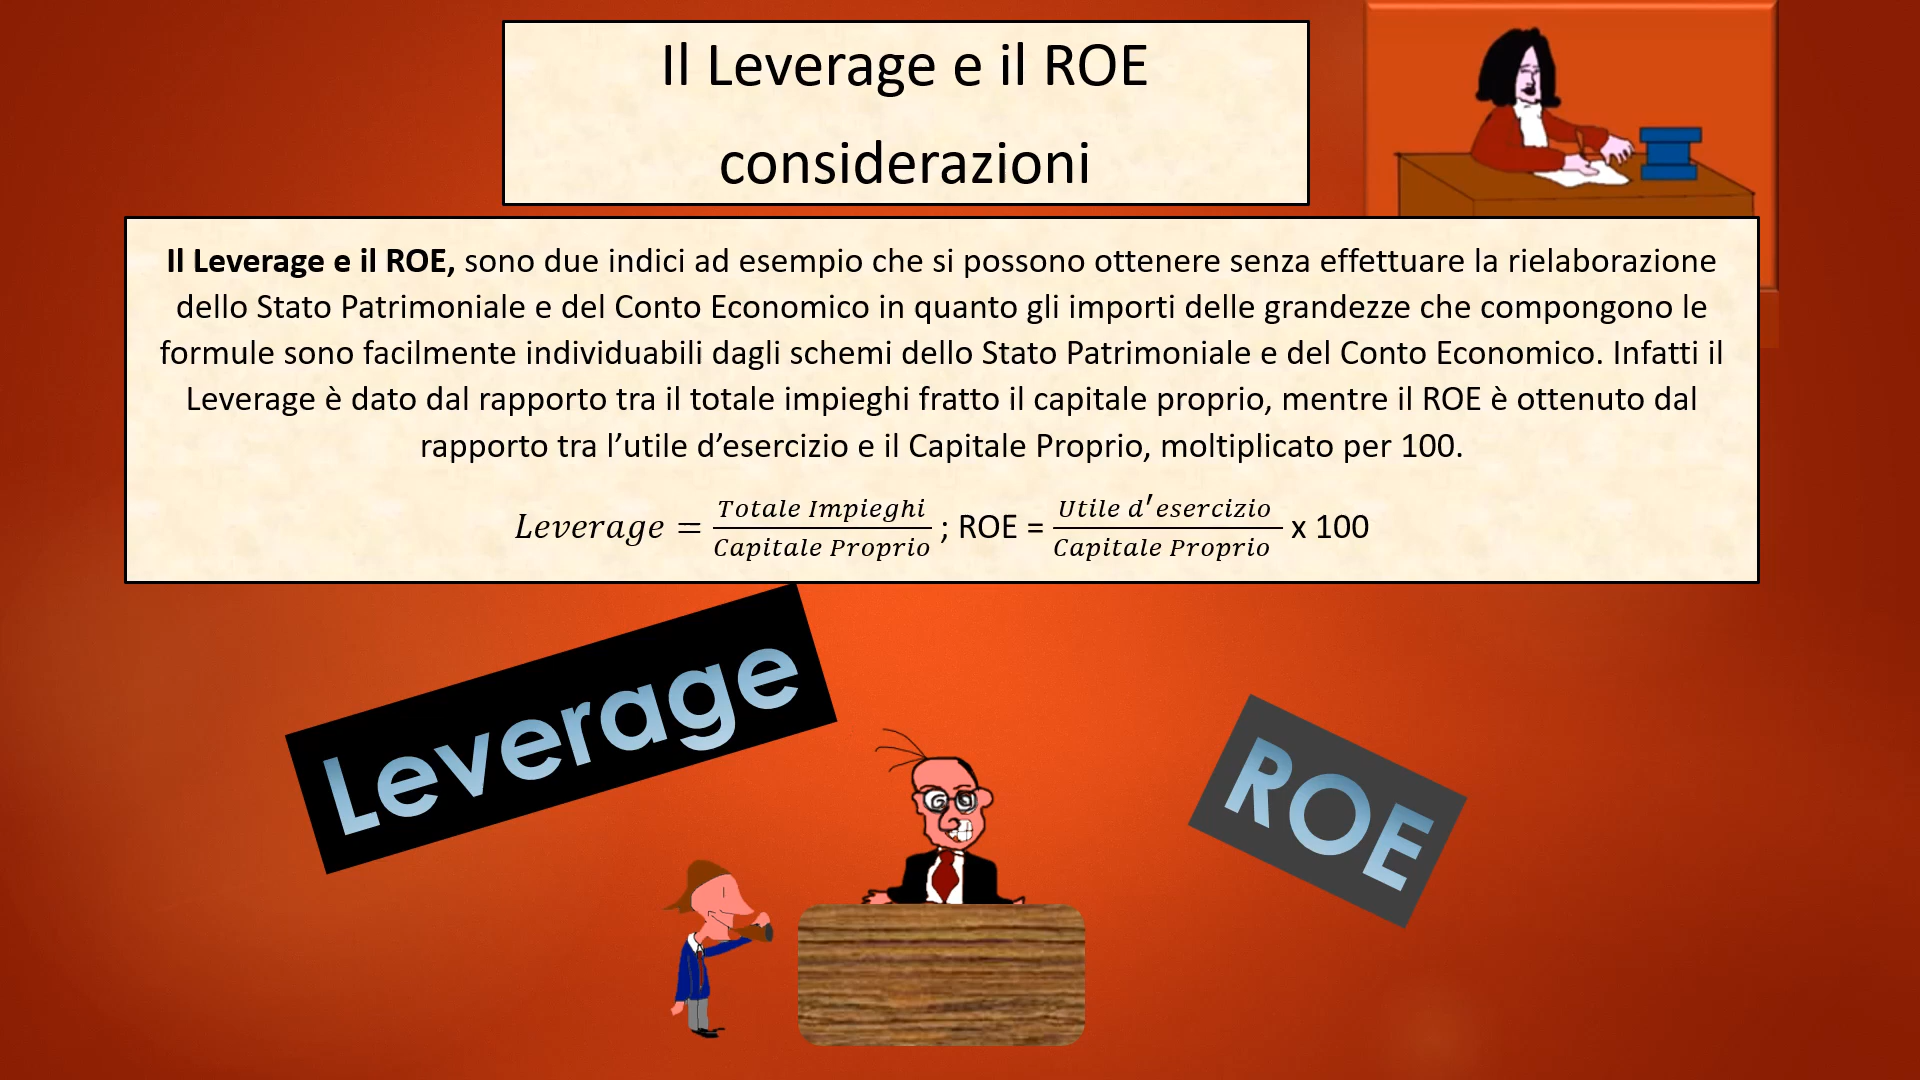 Il Leverage e il ROE
considerazioni
Il Leverage e il ROE, sono due indici ad esempio che si possono ottenere senza effettuare la rielaborazione
dello Stato Patrimoniale e del Conto Economico in quanto gli importi delle grandezze che compongono le
formule sono facilmente individuabili dagli schemi dello Stato Patrimoniale e del Conto Economico. Infatti il
Leverage è dato dal rapporto tra il totale impieghi fratto il capitale proprio, mentre il ROE è ottenuto dal
rapporto tra l’utile d’esercizio e il Capitale Proprio, moltiplicato per 100.
Leverage = Totale Impieghi / Capitale Proprio ; ROE = Utile d′esercizio / Capitale Proprio x 100
Leverage
ROE